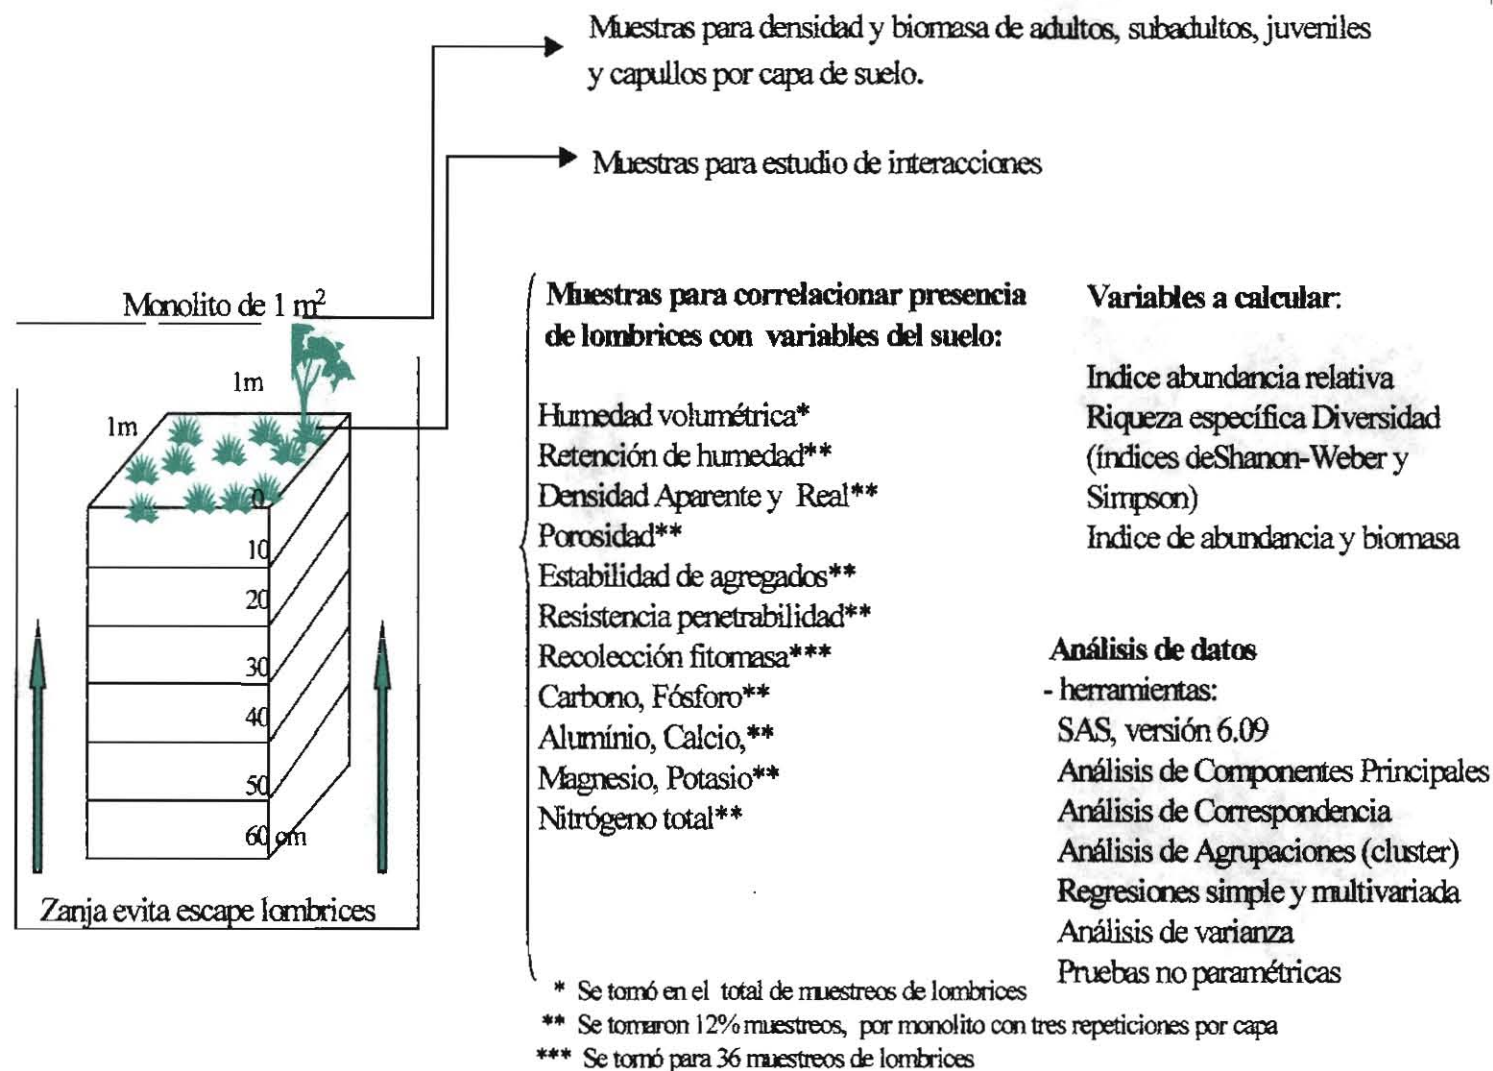 Muestras para densidad y biomasa de adultos, subadultos, juveniles
y capullos por capa de suelo.
Muestras para estudio de interacciones
Monolito de 1 m²
1m
1m
0
10
20
30
40
50
60 cm
Zanja evita escape lombrices
Muestras para correlacionar presencia
de lombrices con variables del suelo:
Humedad volumétrica*
Retención de humedad**
Densidad Aparente y Real**
Porosidad**
Estabilidad de agregados**
Resistencia penetrabilidad**
Recolección fitomasa***
Carbono, Fósforo**
Alumínio, Calcio,**
Magnesio, Potasio**
Nitrógeno total**
Variables a calcular:
Indice abundancia relativa
Riqueza específica Diversidad
(índices deShanon-Weber y
Simpson)
Indice de abundancia y biomasa
Análisis de datos
- herramientas:
SAS, versión 6.09
Análisis de Componentes Principales
Análisis de Correspondencia
Análisis de Agrupaciones (cluster)
Regresiones simple y multivariada
Análisis de varianza
Pruebas no paramétricas
* Se tomó en el total de muestreos de lombrices
** Se tomaron 12% muestreos, por monolito con tres repeticiones por capa
*** Se tomó para 36 muestreos de lombrices